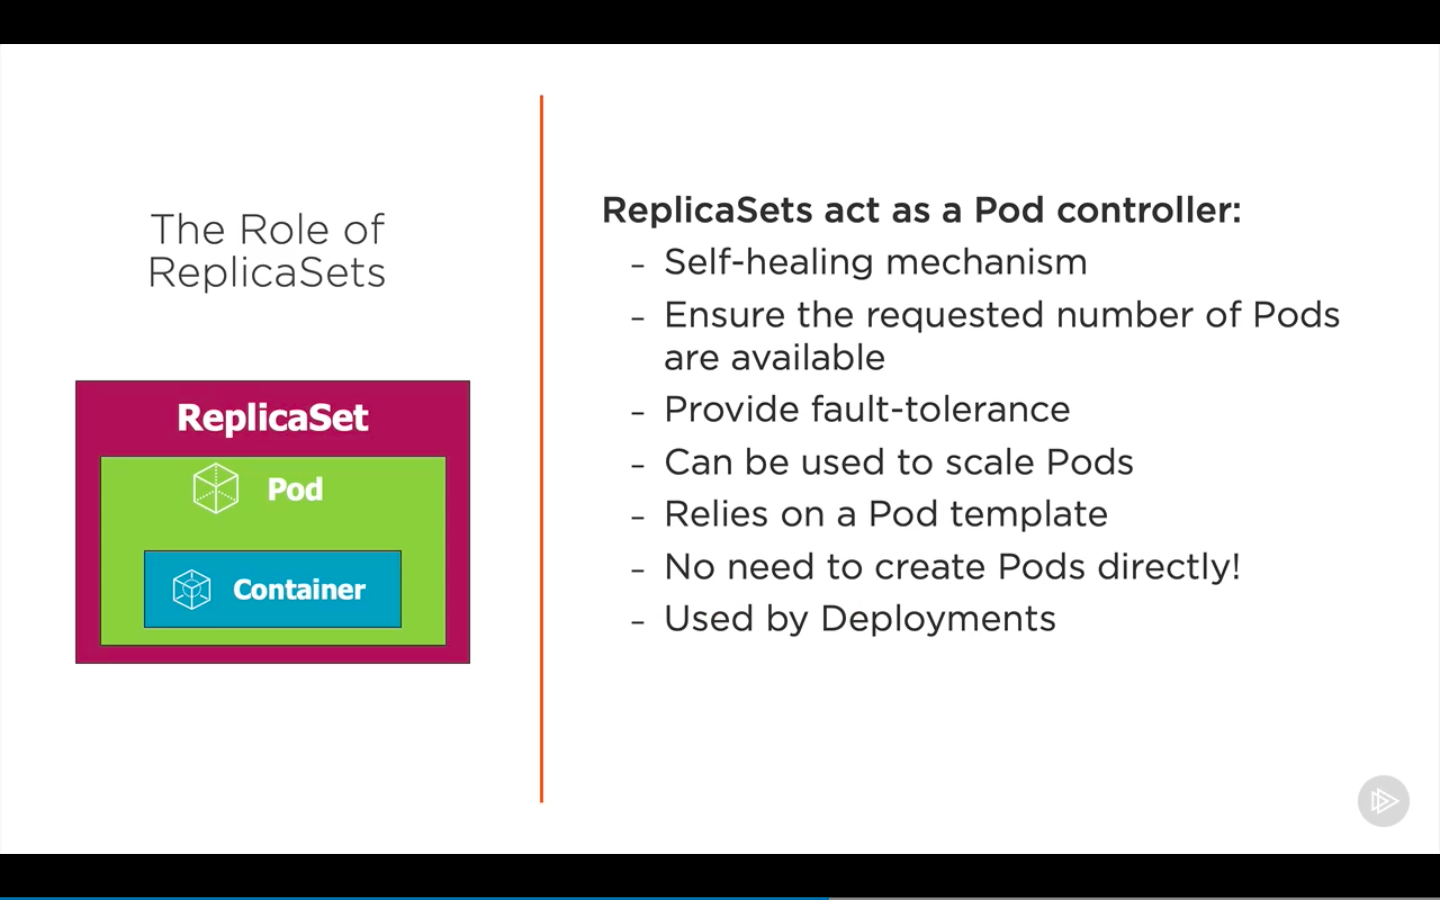 The Role of
ReplicaSets
ReplicaSet
Pod
Container
ReplicaSets act as a Pod controller:
- Self-healing mechanism
- Ensure the requested number of Pods
are available
- Provide fault-tolerance
- Can be used to scale Pods
- Relies on a Pod template
- No need to create Pods directly!
- Used by Deployments